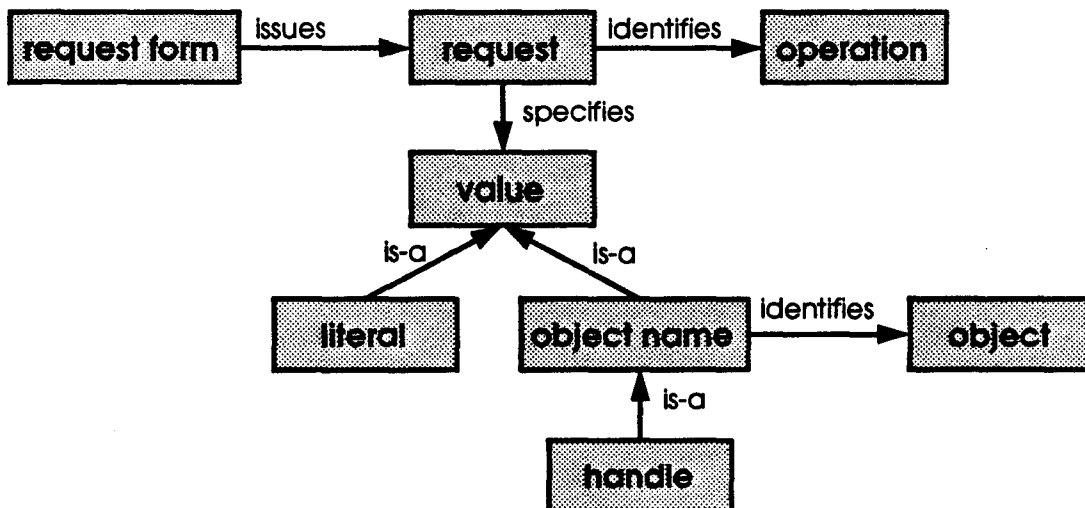 request form
issues
request
identifies
operation
specifies
value
is-a
is-a
literal
object name
identifies
object
is-a
handle